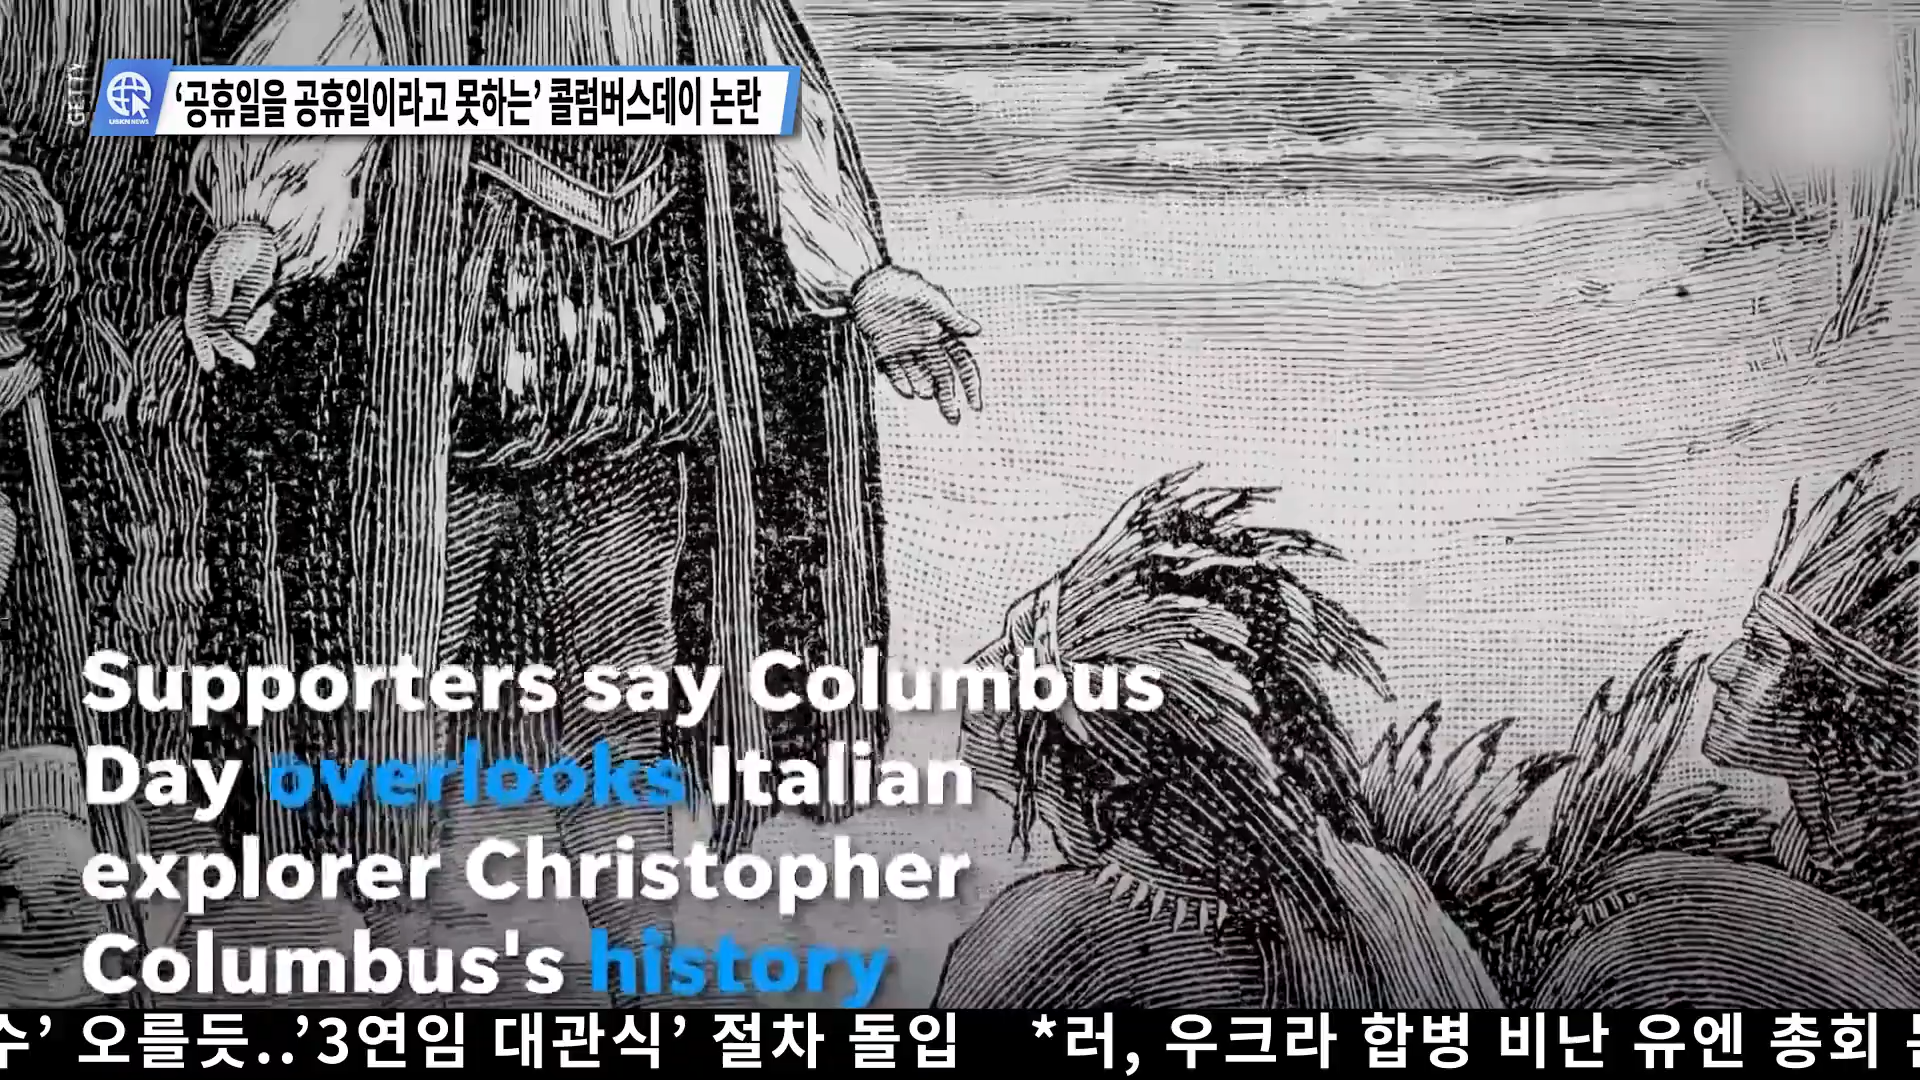 GETTY
USKN NEWS
‘공휴일을 공휴일이라고 못하는’ 콜럼버스데이 논란
Supporters say Columbus
Day overlooks Italian
explorer Christopher
Columbus's history
오를듯..’3연임 대관식’ 절차 돌입 *러, 우크라 합병 비난 유엔 총회